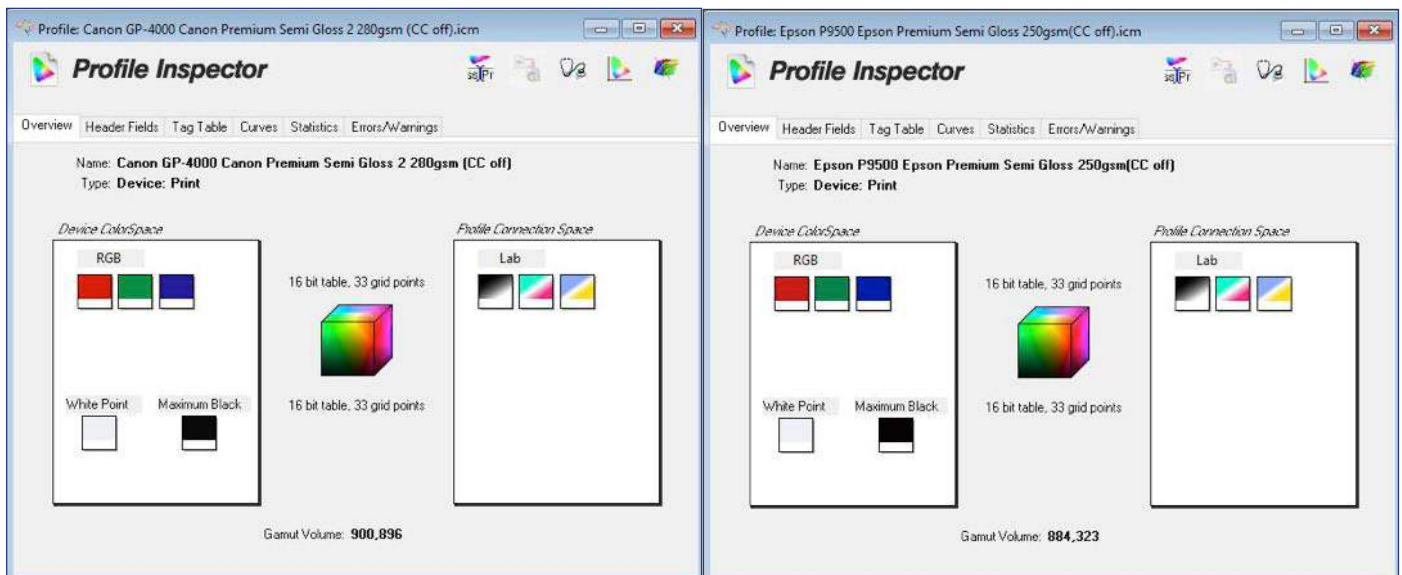 Profile: Canon GP-4000 Canon Premium Semi Gloss 2 280gsm (CC off).icm
Profile Inspector
Overview Header Fields Tag Table Curves Statistics Errors/Warnings
Name: Canon GP-4000 Canon Premium Semi Gloss 2 280gsm (CC off)
Type: Device: Print
Device ColorSpace
Profile Connection Space
RGB
Lab
16 bit table, 33 grid points
16 bit table, 33 grid points
White Point
Maximum Black
Gamut Volume: 900,896
Profile: Epson P9500 Epson Premium Semi Gloss 250gsm(CC off).icm
Profile Inspector
Overview Header Fields Tag Table Curves Statistics Errors/Warnings
Name: Epson P9500 Epson Premium Semi Gloss 250gsm(CC off)
Type: Device: Print
Device ColorSpace
Profile Connection Space
RGB
Lab
16 bit table, 33 grid points
16 bit table, 33 grid points
White Point
Maximum Black
Gamut Volume: 884,323